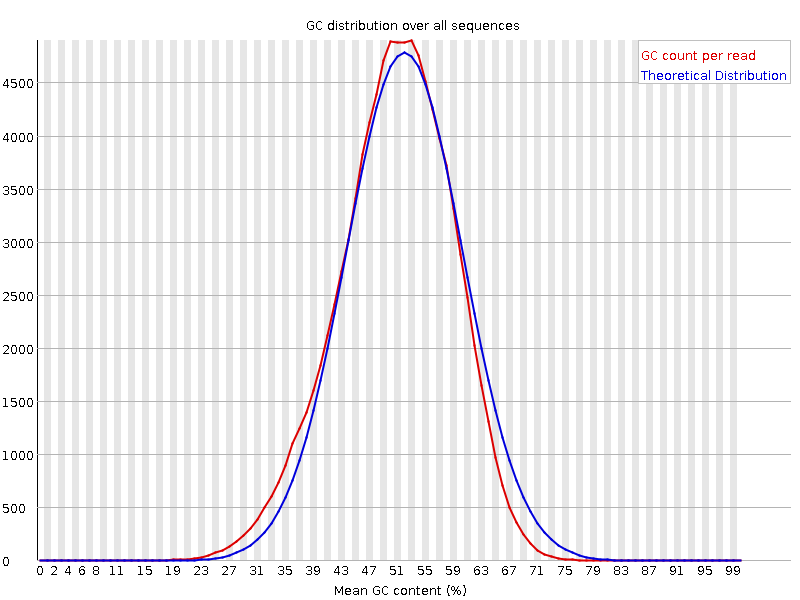 GC distribution over all sequences
GC count per read
Theoretical Distribution
4500
4000
3500
3000
2500
2000
1500
1000
500
0
0 2 4 6 8 11 15 19 23 27 31 35 39 43 47 51 55 59 63 67 71 75 79 83 87 91 95 99
Mean GC content (%)